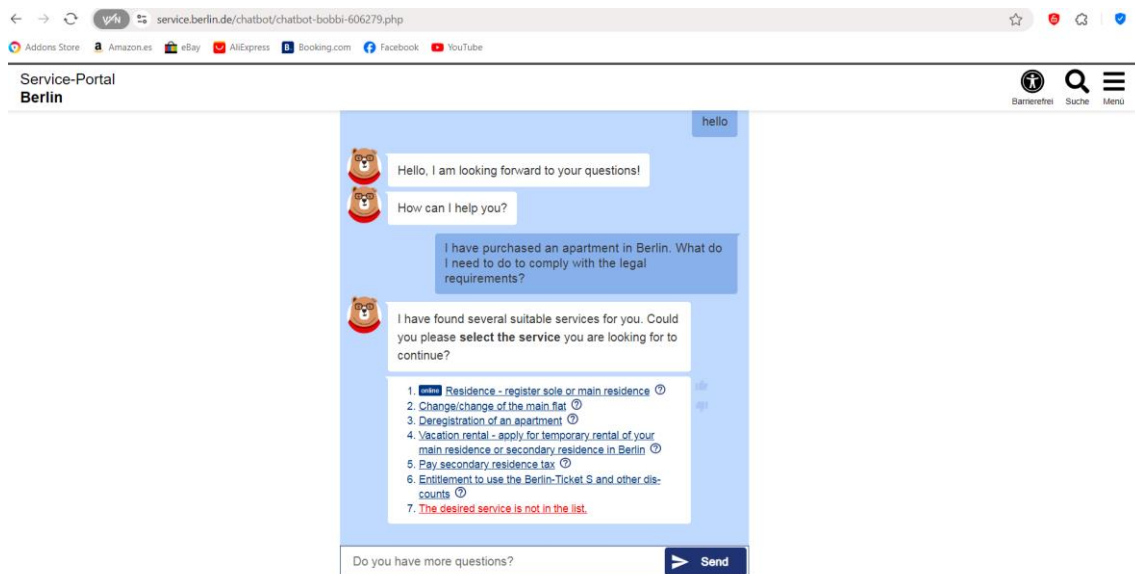 VPN service.berlin.de/chatbot/chatbot-bobbi-606279.php
Addons Store Amazon.es eBay AliExpress Booking.com Facebook YouTube
Service-Portal
Berlin
Barrierefrei Suche Menü
hello
Hello, I am looking forward to your questions!
How can I help you?
I have purchased an apartment in Berlin. What do
I need to do to comply with the legal
requirements?
I have found several suitable services for you. Could
you please select the service you are looking for to
continue?
1. online Residence - register sole or main residence
2. Change/change of the main flat
3. Deregistration of an apartment
4. Vacation rental - apply for temporary rental of your
main residence or secondary residence in Berlin
5. Pay secondary residence tax
6. Entitlement to use the Berlin-Ticket S and other dis-
counts
7. The desired service is not in the list.
Do you have more questions? Send